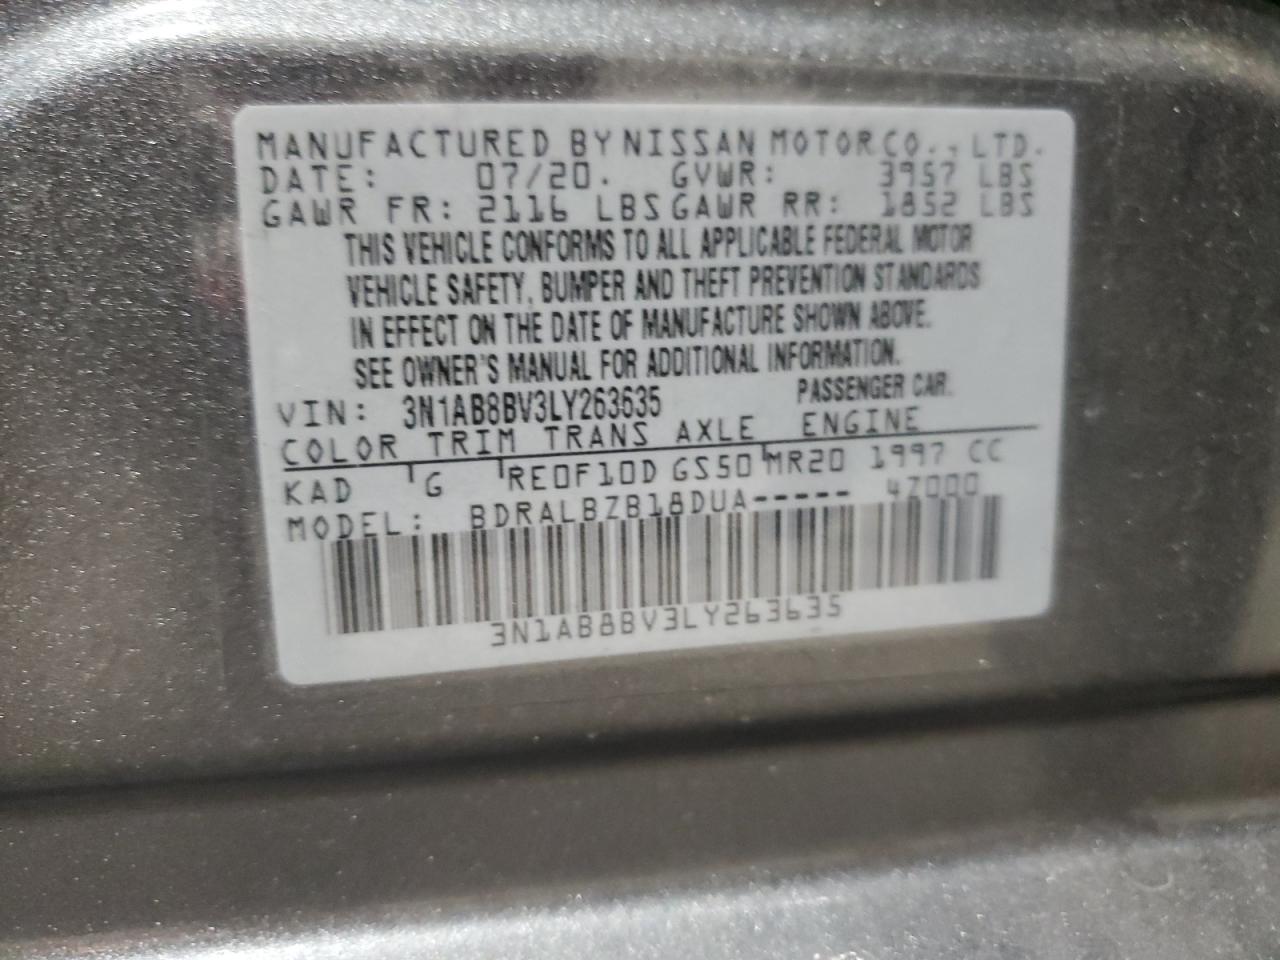 MANUFACTURED BY NISSAN MOTOR CO., LTD.
DATE: 07/20. GVWR: 3957 LBS
GAWR FR: 2116 LBS GAWR RR: 1852 LBS
THIS VEHICLE CONFORMS TO ALL APPLICABLE FEDERAL MOTOR
VEHICLE SAFETY, BUMPER AND THEFT PREVENTION STANDARDS
IN EFFECT ON THE DATE OF MANUFACTURE SHOWN ABOVE.
SEE OWNER'S MANUAL FOR ADDITIONAL INFORMATION.
VIN: 3N1AB8BV3LY263635 PASSENGER CAR.
COLOR TRIM TRANS AXLE ENGINE
KAD G RE0F10D GS50 MR20 1997 CC
MODEL: BDRALBZB18DUA----- 47000
3N1AB8BV3LY263635